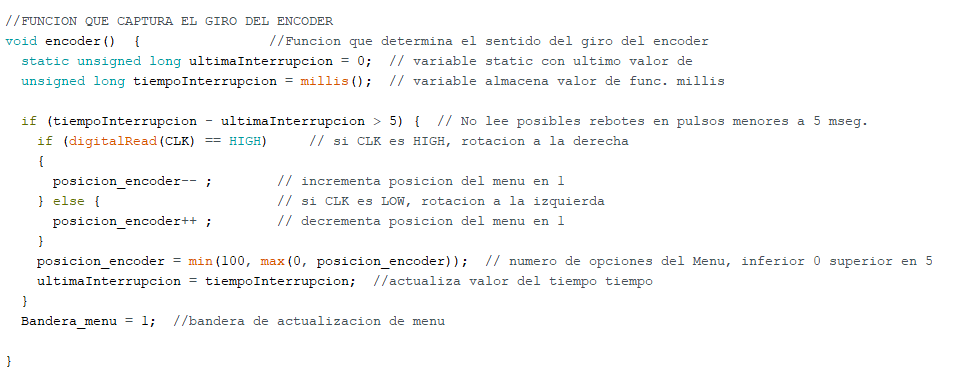 //FUNCION QUE CAPTURA EL GIRO DEL ENCODER
void encoder()  {                //Funcion que determina el sentido del giro del encoder
  static unsigned long ultimaInterrupcion = 0;  // variable static con ultimo valor de
  unsigned long tiempoInterrupcion = millis();  // variable almacena valor de func. millis

  if (tiempoInterrupcion - ultimaInterrupcion > 5) {  // No lee posibles rebotes en pulsos menores a 5 mseg.
    if (digitalRead(CLK) == HIGH)     // si CLK es HIGH, rotacion a la derecha
    {
      posicion_encoder-- ;        // incrementa posicion del menu en 1
    } else {                      // si CLK es LOW, rotacion a la izquierda
      posicion_encoder++ ;        // decrementa posicion del menu en 1
    }
    posicion_encoder = min(100, max(0, posicion_encoder));  // numero de opciones del Menu, inferior 0 superior en 5
    ultimaInterrupcion = tiempoInterrupcion;  //actualiza valor del tiempo tiempo
  }
  Bandera_menu = 1;  //bandera de actualizacion de menu

}